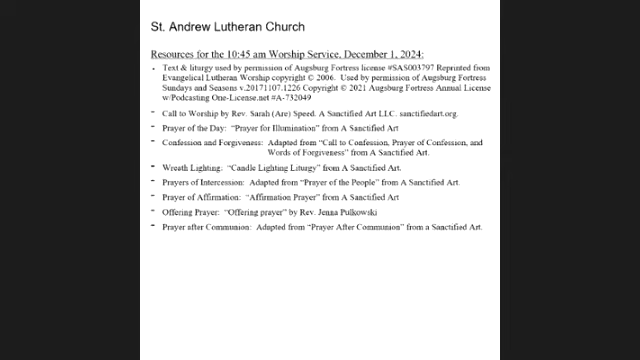 St. Andrew Lutheran Church
Resources for the 10:45 am Worship Service, December 1, 2024:
• Text & liturgy used by permission of Augsburg Fortress license #SAS003797 Reprinted from
Evangelical Lutheran Worship copyright © 2006. Used by permission of Augsburg Fortress
Sundays and Seasons v.20171107.1226 Copyright © 2021 Augsburg Fortress Annual License
w/Podcasting One-License.net #A-732049
- Call to Worship by Rev. Sarah (Are) Speed. A Sanctified Art LLC. sanctifiedart.org.
- Prayer of the Day: “Prayer for Illumination” from A Sanctified Art
- Confession and Forgiveness: Adapted from “Call to Confession, Prayer of Confession, and
Words of Forgiveness” from A Sanctified Art.
- Wreath Lighting: “Candle Lighting Liturgy” from A Sanctified Art.
- Prayers of Intercession: Adapted from “Prayer of the People” from A Sanctified Art.
- Prayer of Affirmation: “Affirmation Prayer” from A Sanctified Art
- Offering Prayer: “Offering prayer” by Rev. Jenna Pulkowski
- Prayer after Communion: Adapted from “Prayer After Communion” from a Sanctified Art.